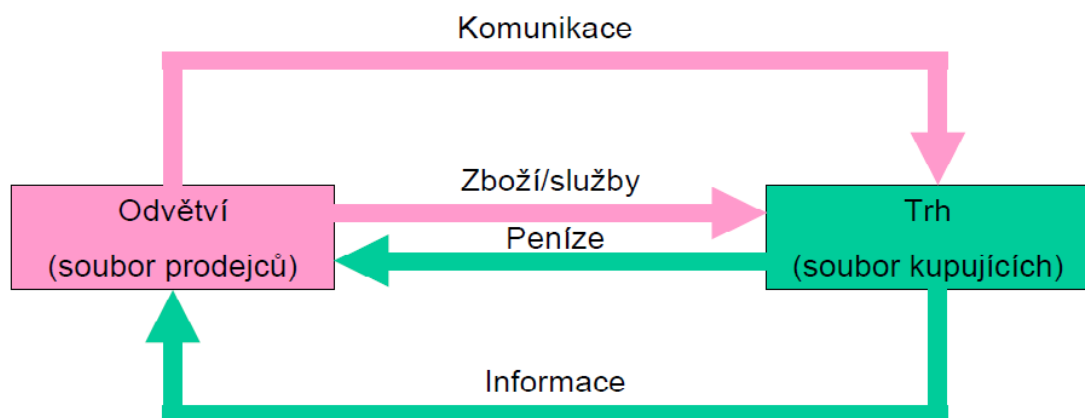 Komunikace
Zboží/služby
Odvětví
(soubor prodejců)
Peníze
Trh
(soubor kupujících)
Informace